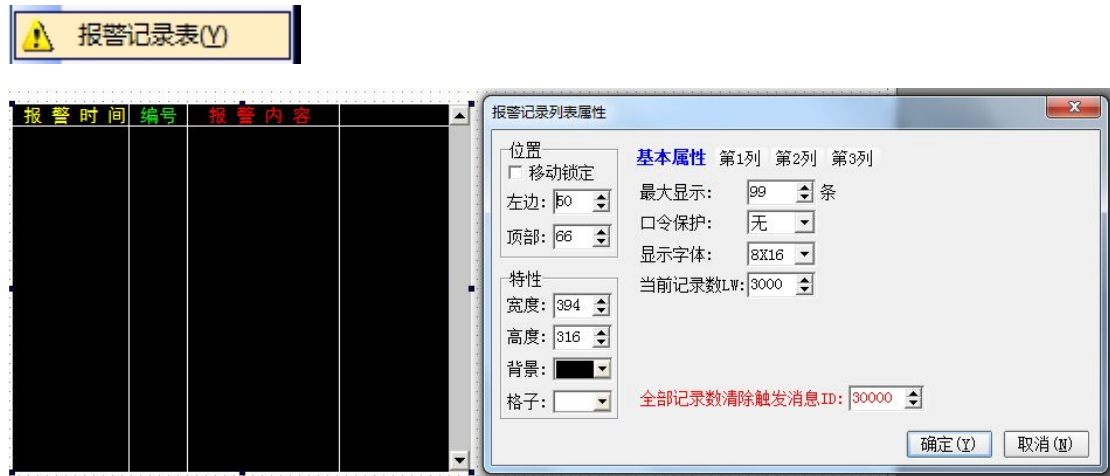 报警记录表(Y)
报警时间 编号 报警内容
报警记录列表属性
位置
移动锁定
左边: 50
顶部: 66
特性
宽度: 394
高度: 316
背景:
格子:
基本属性 第1列 第2列 第3列
最大显示: 99 条
口令保护: 无
显示字体: 8X16
当前记录数LW: 3000
全部记录数清除触发消息ID: 30000
确定(Y) 取消(N)